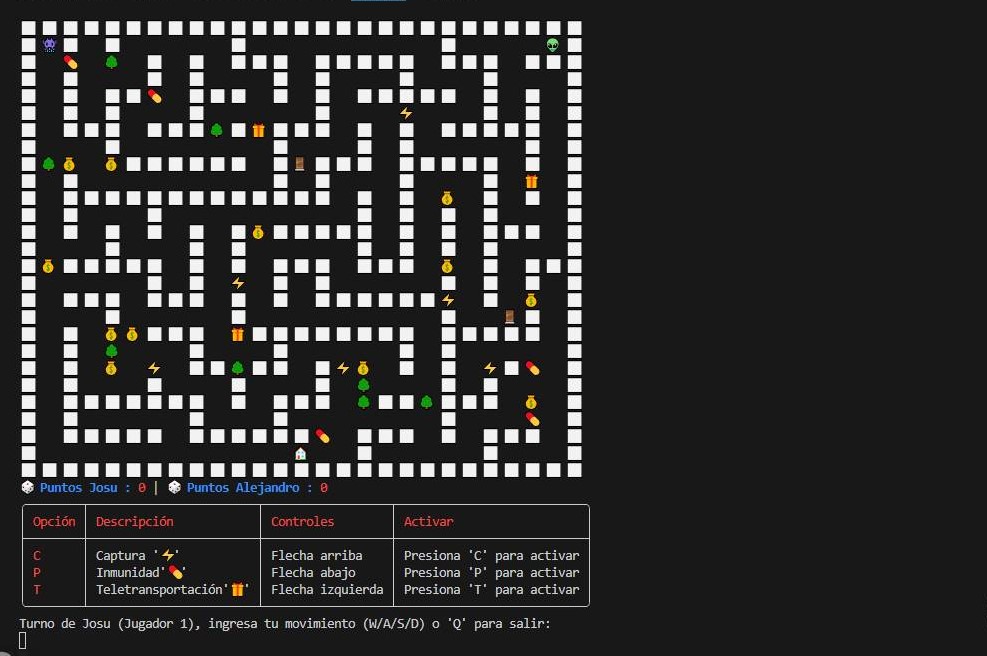 Puntos Josu : 0 | Puntos Alejandro : 0
Opción Descripción Controles Activar
C Captura '⚡' Flecha arriba Presiona 'C' para activar
P Inmunidad'💊' Flecha abajo Presiona 'P' para activar
T Teletransportación'🎁' Flecha izquierda Presiona 'T' para activar
Turno de Josu (Jugador 1), ingresa tu movimiento (W/A/S/D) o 'Q' para salir: